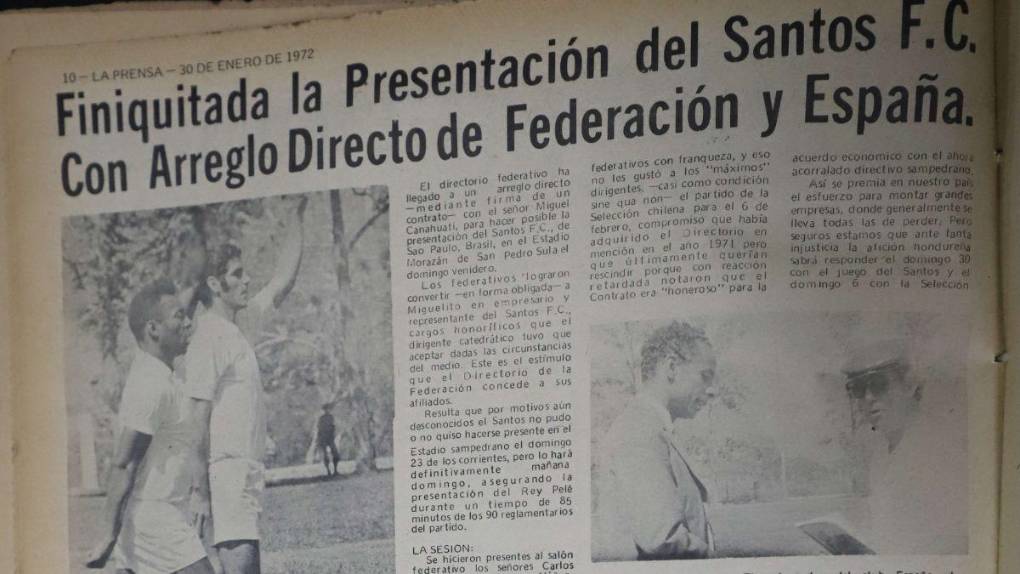 10 — LA PRENSA — 30 DE ENERO DE 1972
Finiquitada la Presentación del Santos F.C.
Con Arreglo Directo de Federación y España.
El directorio federativo ha
llegado a un arreglo directo
—mediante firma de un
contrato— con el señor Miguel
Canahuati, para hacer posible la
presentación del Santos F.C., de
Sao Paulo, Brasil, en el Estadio
Morazán de San Pedro Sula el
domingo venidero.
Los federativos lograron
convertir —en forma obligada— a
Miguelito en empresario y
representante del Santos F.C.,
cargos honoríficos que el
dirigente catedrático tuvo que
aceptar dadas las circunstancias
del medio. Este es el estímulo
que el Directorio de la
Federación concede a sus
afiliados.
Resulta que por motivos aún
desconocidos el Santos no pudo
o no quiso hacerse presente en el
Estadio sampedrano el domingo
23 de los corrientes, pero lo hará
definitivamente mañana
domingo, asegurando la
presentación del Rey Pelé
durante un tiempo de 85
minutos de los 90 reglamentarios
del partido.
LA SESION:
Se hicieron presentes al salón
federativo los señores Carlos
federativos con franqueza, y eso
no les gustó a los "máximos"
dirigentes, —casi como condición
sine qua non— el partido de la
Selección chilena para el 6 de
febrero, compromiso que había
adquirido el Directorio en
mención en el año 1971 pero
que últimamente querían
rescindir porque con reacción
retardada notaron que el
Contrato era "honeroso" para la
acuerdo económico con el ahora
acorralado directivo sampedrano.
Así se premia en nuestro país
el esfuerzo para montar grandes
empresas, donde generalmente se
lleva todas las de perder. Pero
seguros estamos que ante tanta
injusticia la afición hondureña
sabrá responder el domingo 30
con el juego del Santos y el
domingo 6 con la Selección